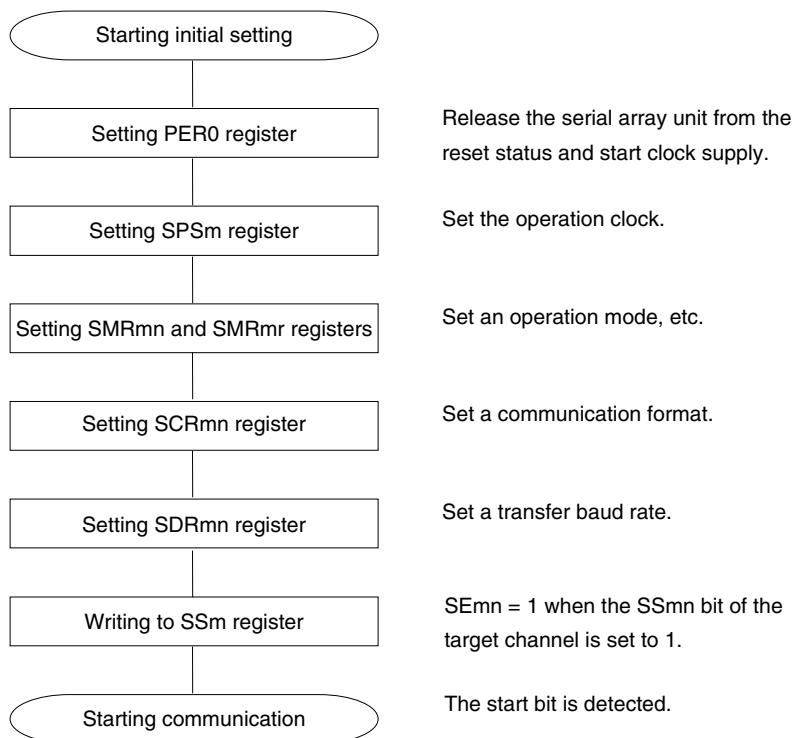 Starting initial setting
Setting PER0 register
Release the serial array unit from the
reset status and start clock supply.
Setting SPSm register
Set the operation clock.
Setting SMRmn and SMRmr registers
Set an operation mode, etc.
Setting SCRmn register
Set a communication format.
Setting SDRmn register
Set a transfer baud rate.
Writing to SSm register
SEmn = 1 when the SSmn bit of the
target channel is set to 1.
Starting communication
The start bit is detected.